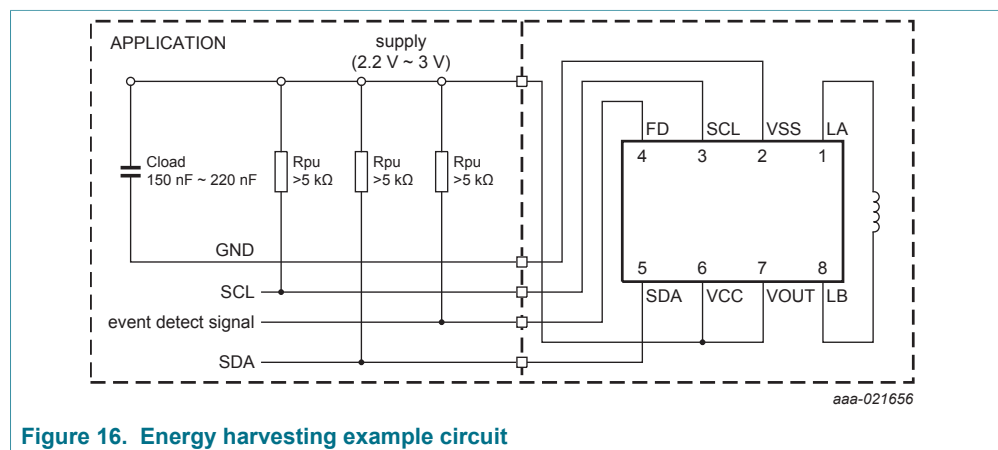 APPLICATION
supply
(2.2 V ~ 3 V)
Cload
150 nF ~ 220 nF
Rpu
>5 kΩ
Rpu
>5 kΩ
Rpu
>5 kΩ
GND
SCL
event detect signal
SDA
FD SCL VSS LA
4 3 2 1
5 6 7 8
SDA VCC VOUT LB
aaa-021656
Figure 16. Energy harvesting example circuit